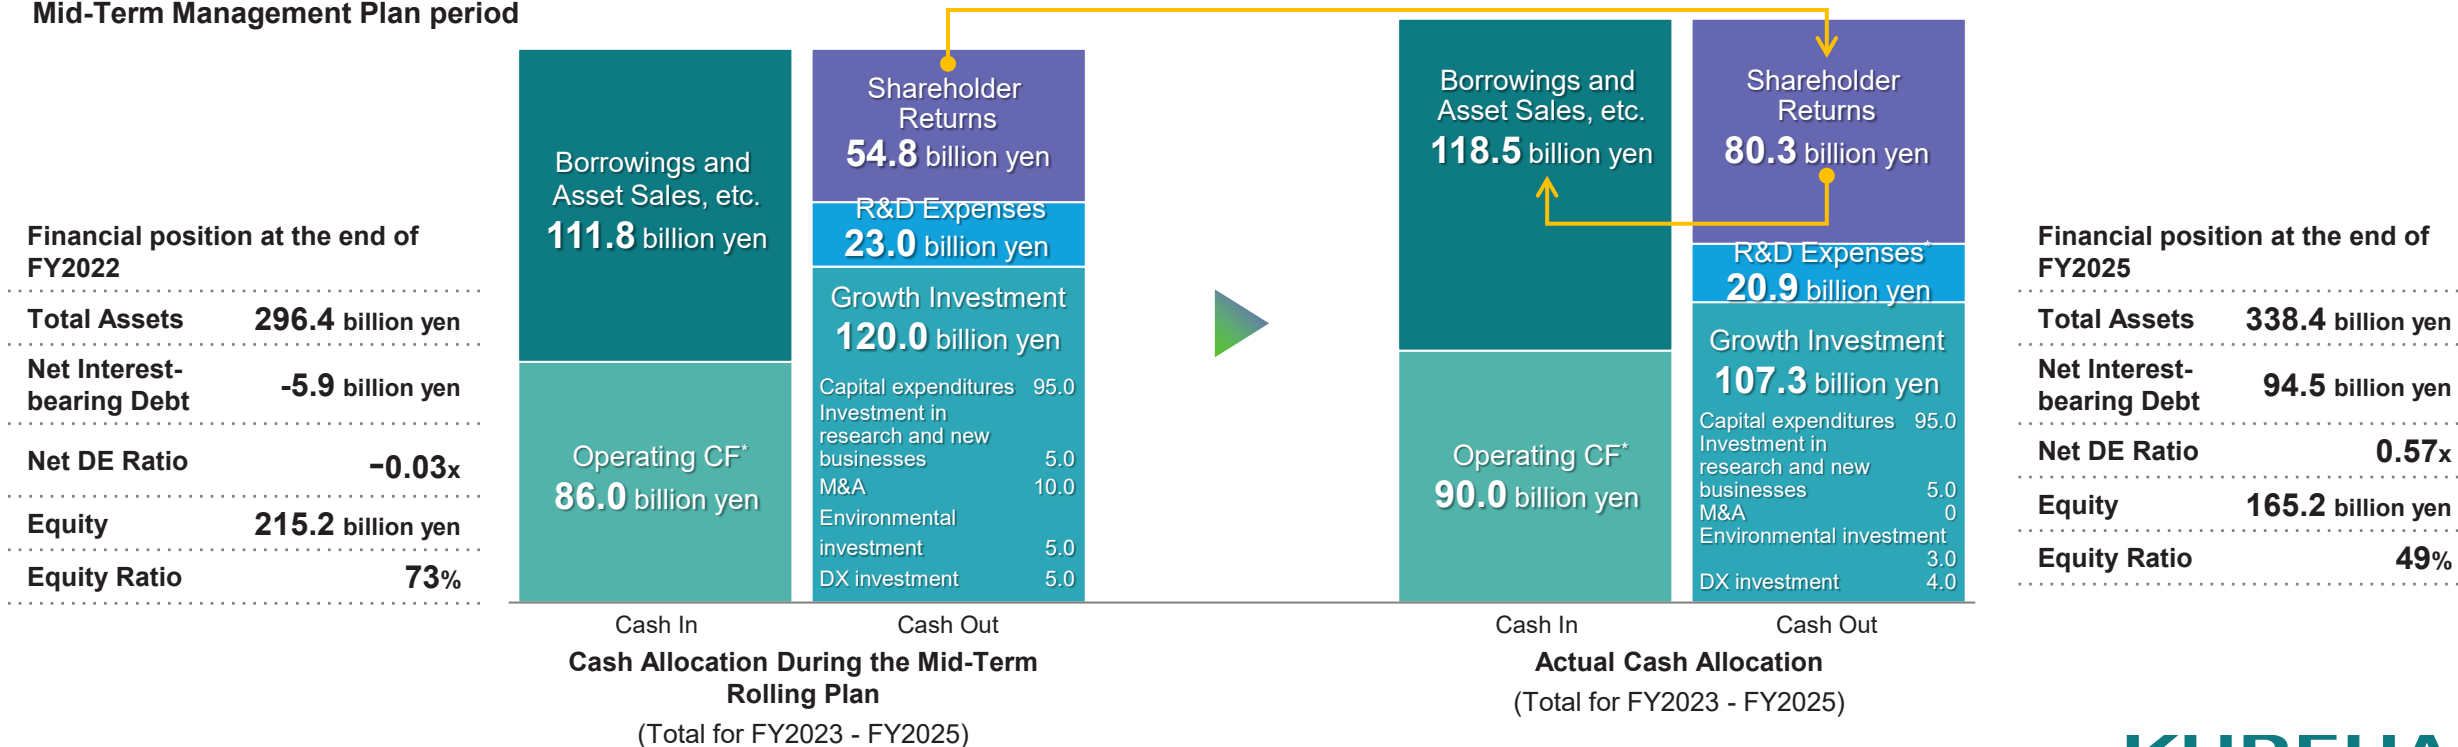 Mid-Term Management Plan period
Financial position at the end of
FY2022
Total Assets 296.4 billion yen
Net Interest-
bearing Debt -5.9 billion yen
Net DE Ratio -0.03x
Equity 215.2 billion yen
Equity Ratio 73%
Borrowings and
Asset Sales, etc.
111.8 billion yen
Operating CF*
86.0 billion yen
Cash In
Shareholder
Returns
54.8 billion yen
R&D Expenses
23.0 billion yen
Growth Investment
120.0 billion yen
Capital expenditures 95.0
Investment in
research and new
businesses 5.0
M&A 10.0
Environmental
investment 5.0
DX investment 5.0
Cash Out
Cash Allocation During the Mid-Term
Rolling Plan
(Total for FY2023 - FY2025)
Borrowings and
Asset Sales, etc.
118.5 billion yen
Operating CF*
90.0 billion yen
Cash In
Shareholder
Returns
80.3 billion yen
R&D Expenses*
20.9 billion yen
Growth Investment
107.3 billion yen
Capital expenditures 95.0
Investment in
research and new
businesses 5.0
M&A 0
Environmental investment
3.0
DX investment 4.0
Cash Out
Actual Cash Allocation
(Total for FY2023 - FY2025)
Financial position at the end of
FY2025
Total Assets 338.4 billion yen
Net Interest-
bearing Debt 94.5 billion yen
Net DE Ratio 0.57x
Equity 165.2 billion yen
Equity Ratio 49%